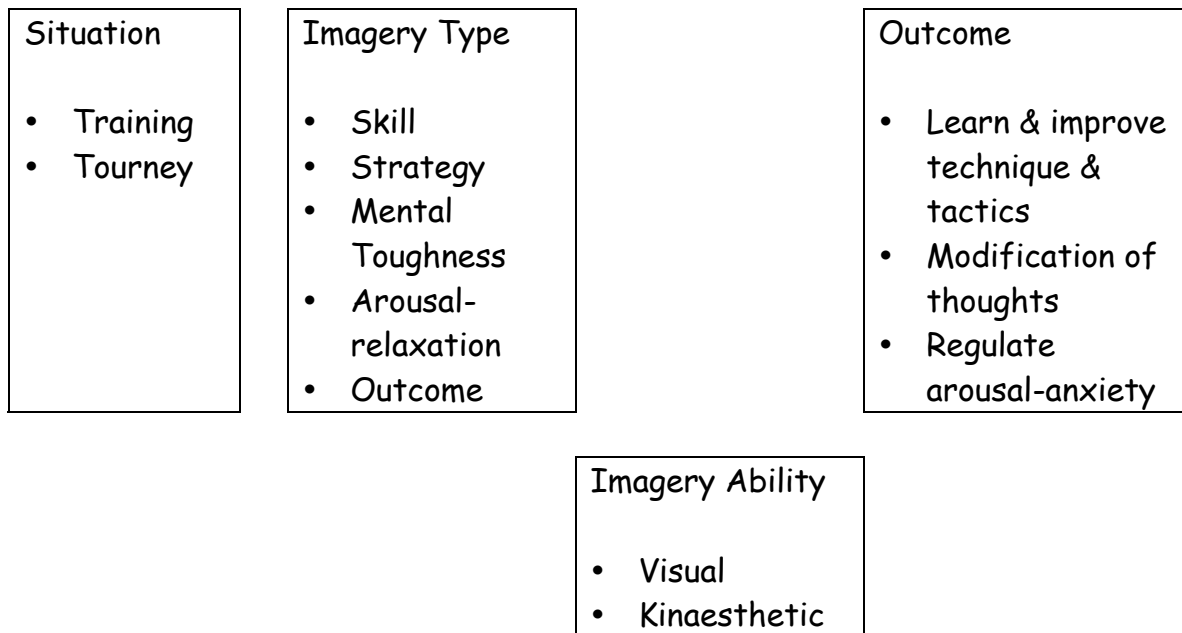 Situation
• Training
• Tourney
Imagery Type
• Skill
• Strategy
• Mental
Toughness
• Arousal-
relaxation
• Outcome
Outcome
• Learn & improve
technique &
tactics
• Modification of
thoughts
• Regulate
arousal-anxiety
Imagery Ability
• Visual
• Kinaesthetic